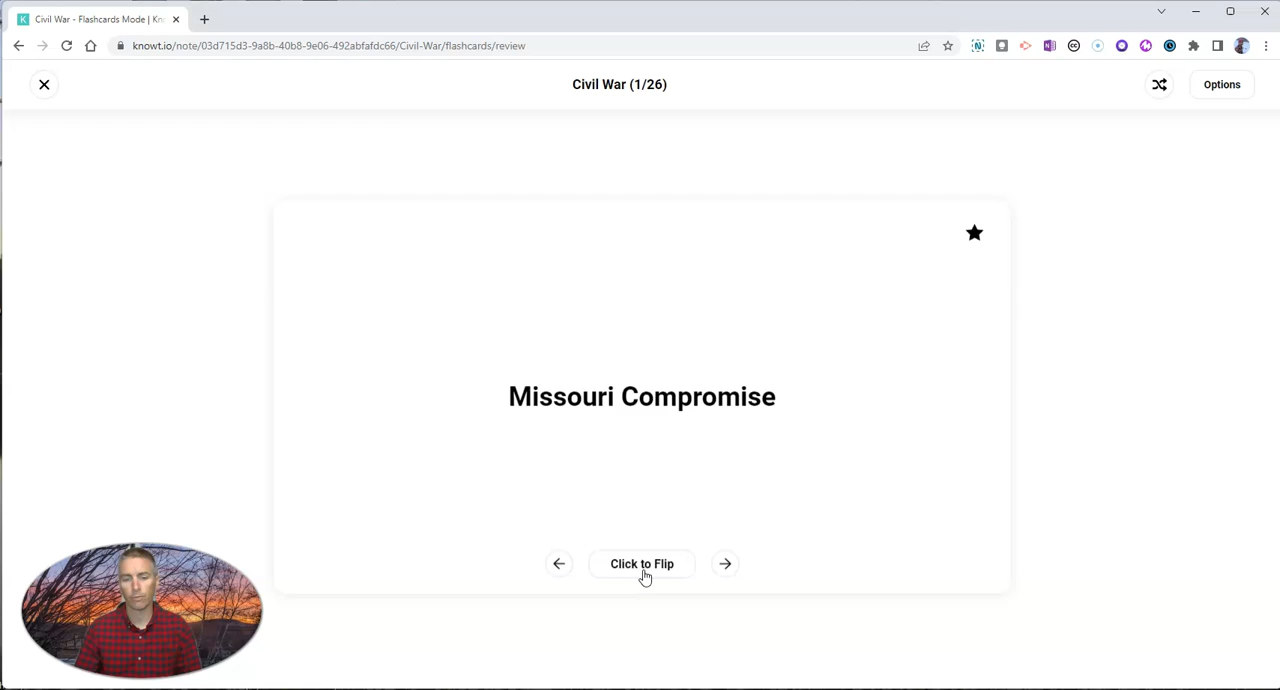 Civil War - Flashcards Mode | Kn
knowt.io/note/03d715d3-9a8b-40b8-9e06-492abfafdc66/Civil-War/flashcards/review
Civil War (1/26)
Options
Missouri Compromise
Click to Flip